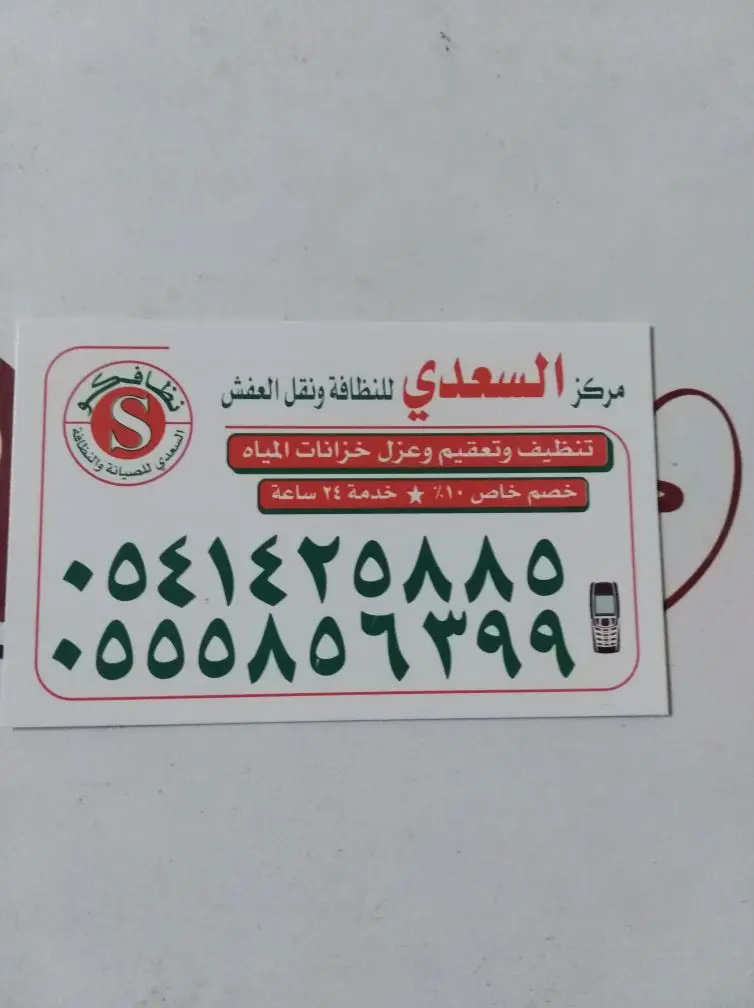 مركز السعدي للنظافة ونقل العفش
نظافكو
S
السعدي للصيانة والنظافة
تنظيف وتعقيم وعزل خزانات المياه
خصم خاص ١٠٪ ★ خدمة ٢٤ ساعة
٠٥٤١٤٢٥٨٨٥
٠٥٥٥٨٥٦٣٩٩